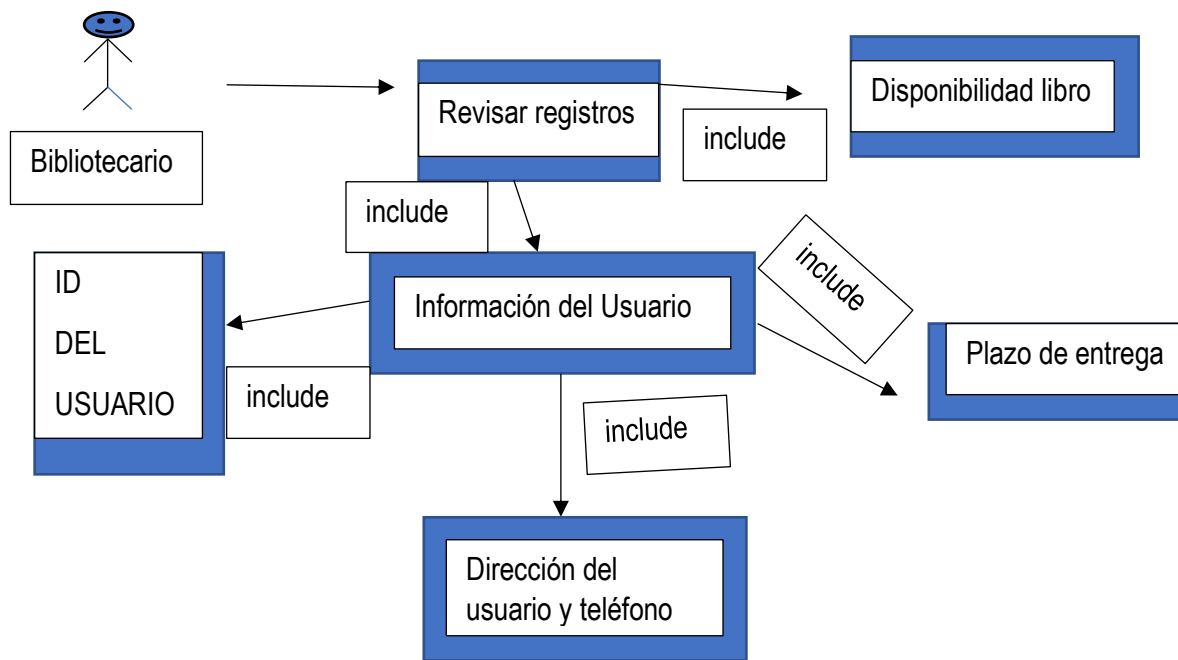 Bibliotecario
Revisar registros
include
Disponibilidad libro
include
ID
DEL
USUARIO
include
Información del Usuario
include
Plazo de entrega
include
Dirección del
usuario y teléfono